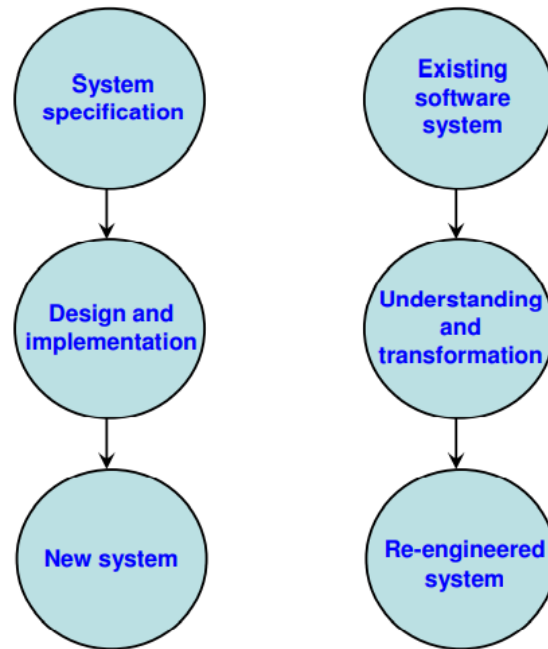 System
specification
Design and
implementation
New system
Existing
software
system
Understanding
and
transformation
Re-engineered
system